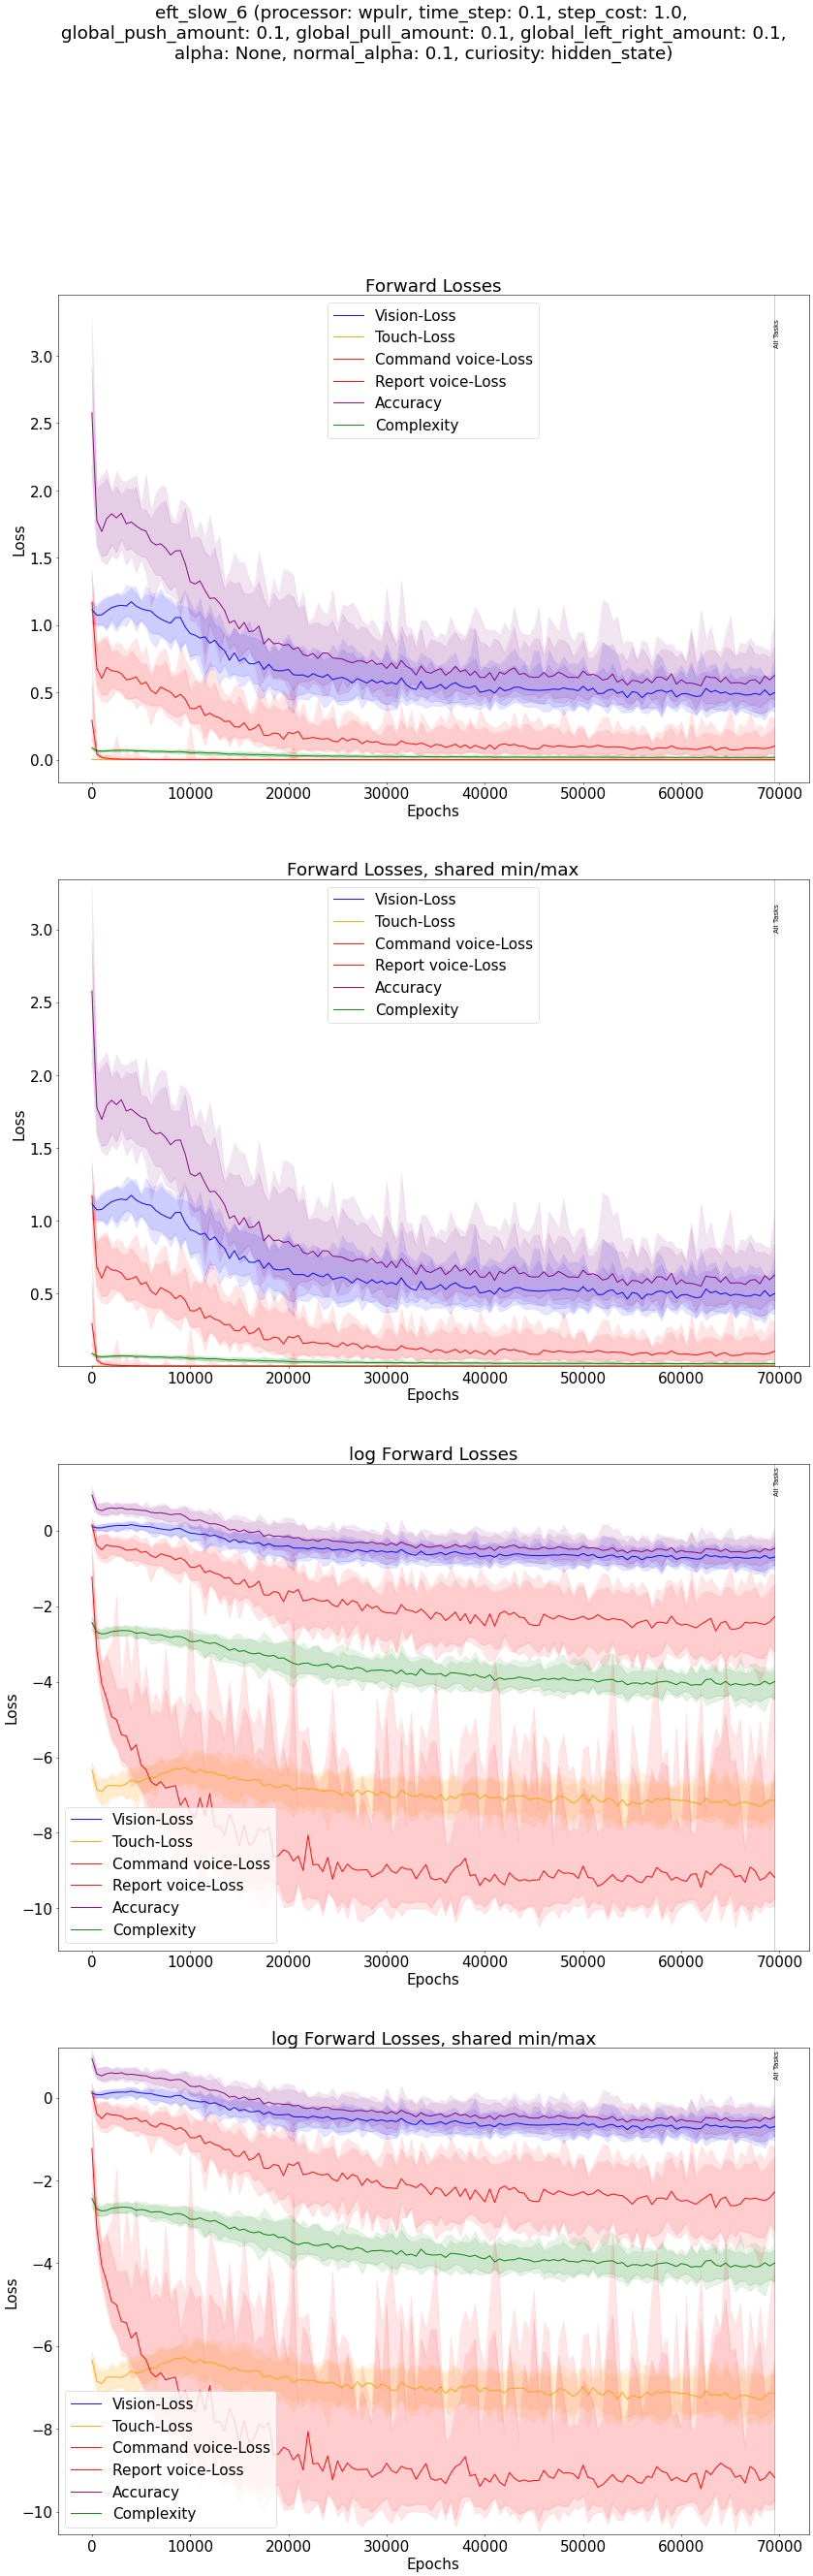 eft_slow_6 (processor: wpulr, time_step: 0.1, step_cost: 1.0,
global_push_amount: 0.1, global_pull_amount: 0.1, global_left_right_amount: 0.1,
alpha: None, normal_alpha: 0.1, curiosity: hidden_state)
Forward Losses
All Tasks
Vision-Loss
Touch-Loss
Command voice-Loss
Report voice-Loss
Accuracy
Complexity
3.0
2.5
2.0
1.5
1.0
0.5
0.0
Loss
0 10000 20000 30000 40000 50000 60000 70000
Epochs
Forward Losses, shared min/max
All Tasks
Vision-Loss
Touch-Loss
Command voice-Loss
Report voice-Loss
Accuracy
Complexity
3.0
2.5
2.0
1.5
1.0
0.5
Loss
0 10000 20000 30000 40000 50000 60000 70000
Epochs
log Forward Losses
All Tasks
0
−2
−4
−6
−8
−10
Loss
Vision-Loss
Touch-Loss
Command voice-Loss
Report voice-Loss
Accuracy
Complexity
0 10000 20000 30000 40000 50000 60000 70000
Epochs
log Forward Losses, shared min/max
All Tasks
0
−2
−4
−6
−8
−10
Loss
Vision-Loss
Touch-Loss
Command voice-Loss
Report voice-Loss
Accuracy
Complexity
0 10000 20000 30000 40000 50000 60000 70000
Epochs